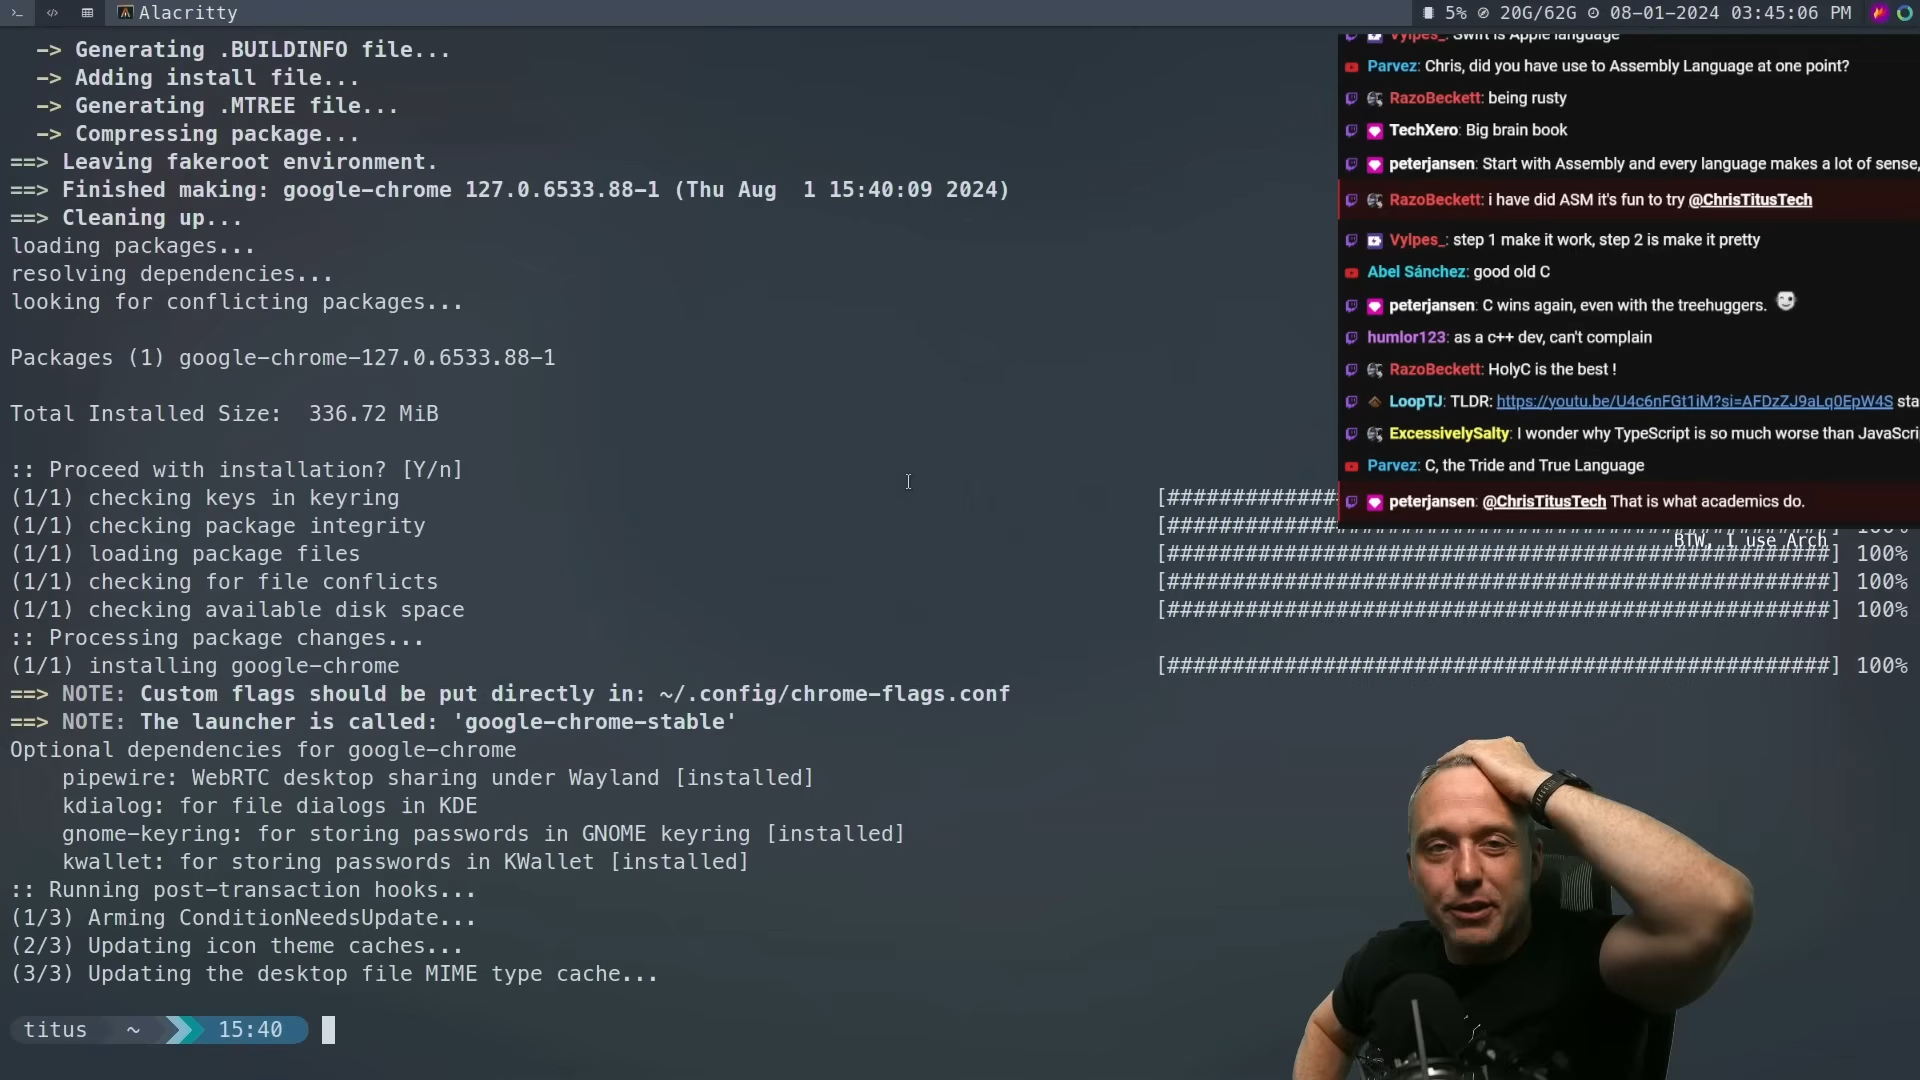 Alacritty
5% 20G/62G 08-01-2024 03:45:06 PM
-> Generating .BUILDINFO file...
-> Adding install file...
-> Generating .MTREE file...
-> Compressing package...
==> Leaving fakeroot environment.
==> Finished making: google-chrome 127.0.6533.88-1 (Thu Aug  1 15:40:09 2024)
==> Cleaning up...
loading packages...
resolving dependencies...
looking for conflicting packages...
Packages (1) google-chrome-127.0.6533.88-1
Total Installed Size:  336.72 MiB
:: Proceed with installation? [Y/n]
(1/1) checking keys in keyring [#############
(1/1) checking package integrity [############# 100%
(1/1) loading package files [###################################################] 100%
(1/1) checking for file conflicts [###################################################] 100%
(1/1) checking available disk space [###################################################] 100%
:: Processing package changes...
(1/1) installing google-chrome [###################################################] 100%
==> NOTE: Custom flags should be put directly in: ~/.config/chrome-flags.conf
==> NOTE: The launcher is called: 'google-chrome-stable'
Optional dependencies for google-chrome
pipewire: WebRTC desktop sharing under Wayland [installed]
kdialog: for file dialogs in KDE
gnome-keyring: for storing passwords in GNOME keyring [installed]
kwallet: for storing passwords in KWallet [installed]
:: Running post-transaction hooks...
(1/3) Arming ConditionNeedsUpdate...
(2/3) Updating icon theme caches...
(3/3) Updating the desktop file MIME type cache...
titus ~ 15:40
Vylpes_: Swift is Apple language
Parvez: Chris, did you have use to Assembly Language at one point?
RazoBeckett: being rusty
TechXero: Big brain book
peterjansen: Start with Assembly and every language makes a lot of sense,
RazoBeckett: i have did ASM it's fun to try @ChrisTitusTech
Vylpes_: step 1 make it work, step 2 is make it pretty
Abel Sánchez: good old C
peterjansen: C wins again, even with the treehuggers.
humlor123: as a c++ dev, can't complain
RazoBeckett: HolyC is the best !
LoopTJ: TLDR: https://youtu.be/U4c6nFGt1iM?si=AFDzZJ9aLq0EpW4S sta
ExcessivelySalty: I wonder why TypeScript is so much worse than JavaScri
Parvez: C, the Tride and True Language
peterjansen: @ChrisTitusTech That is what academics do.
BTW, I use Arch